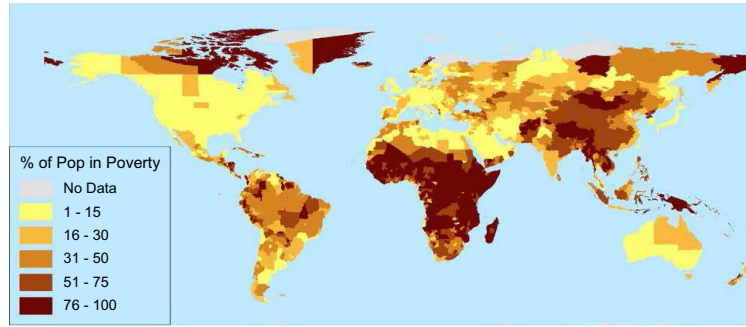 % of Pop in Poverty
No Data
1 - 15
16 - 30
31 - 50
51 - 75
76 - 100